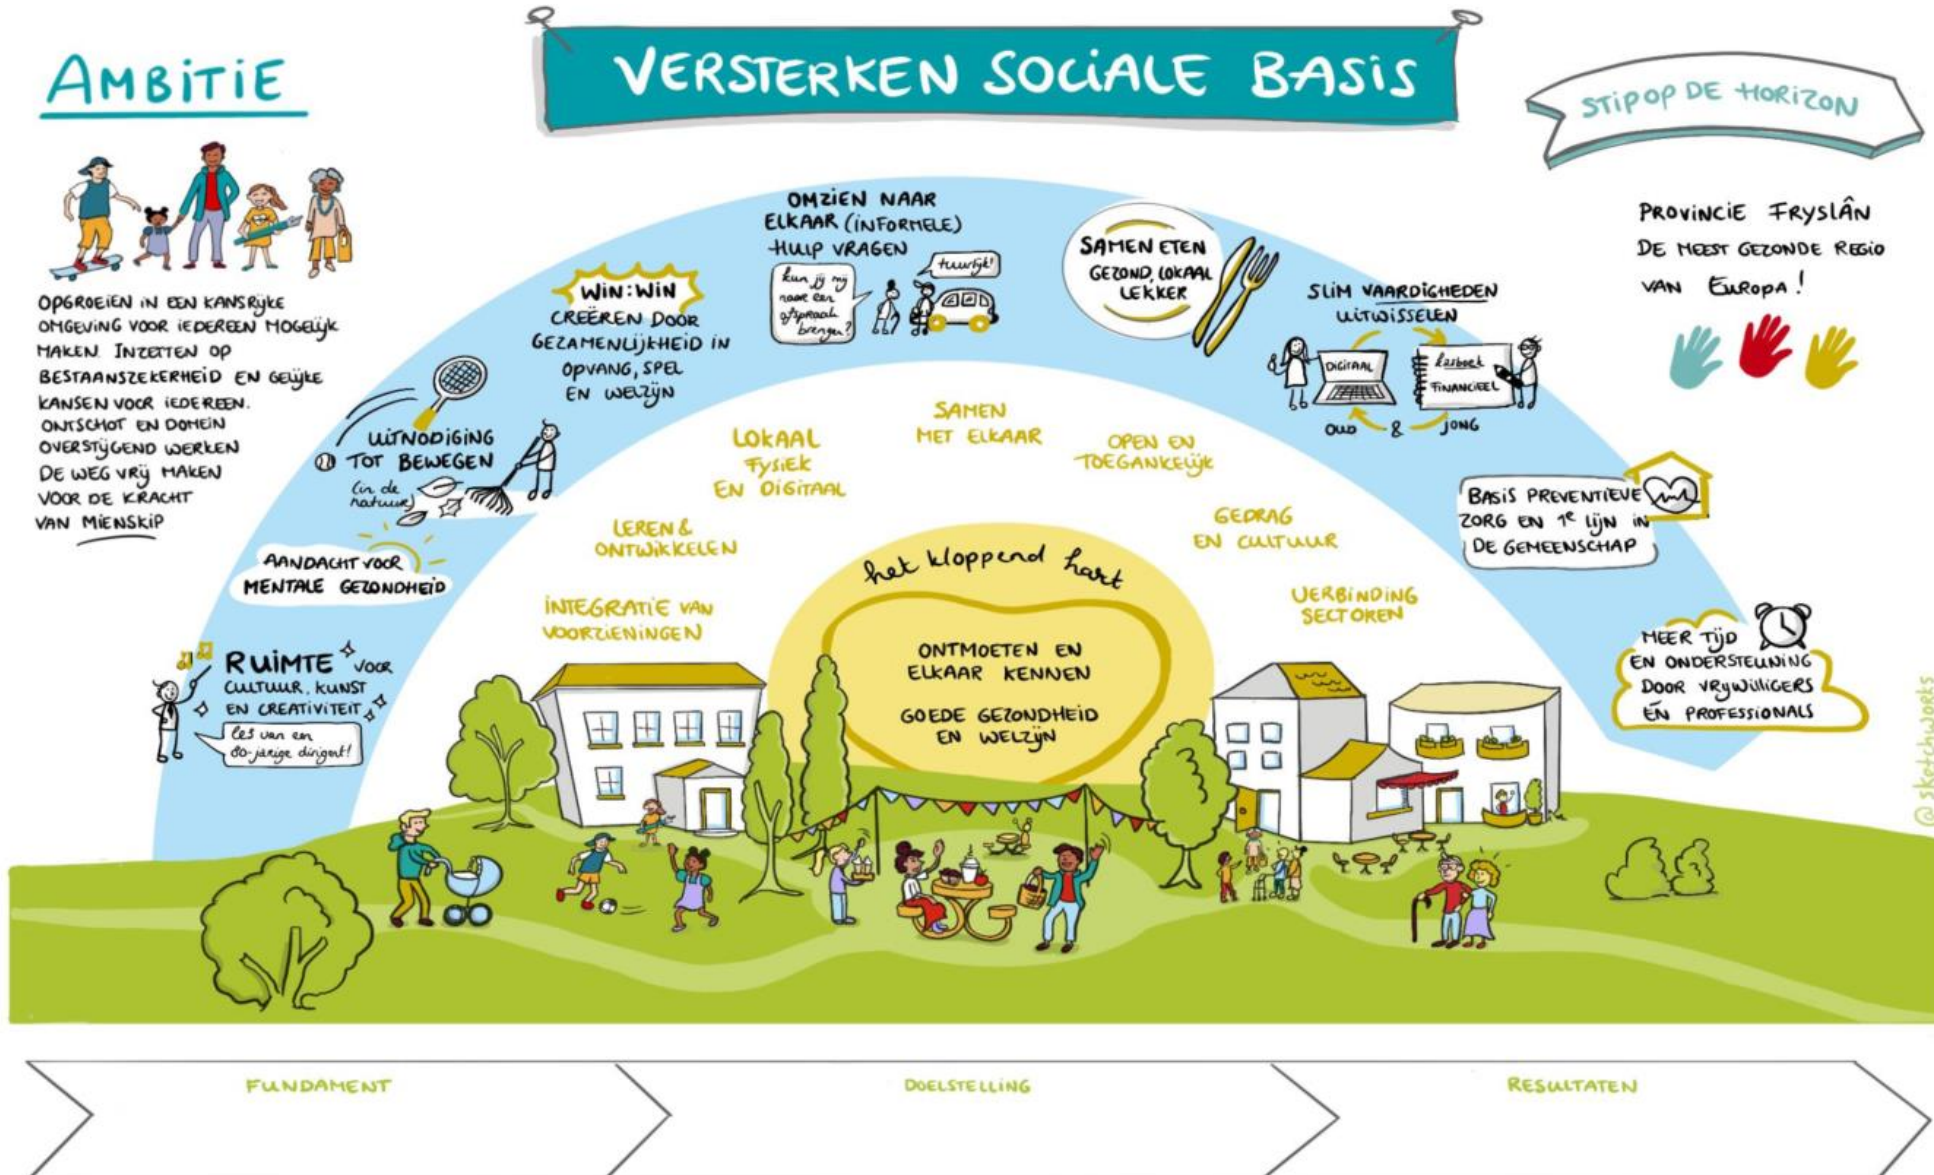 AMBITIE
VERSTERKEN SOCIALE BASIS
STIP OP DE HORIZON
OPGROEIEN IN EEN KANSRIJKE
OMGEVING VOOR IEDEREEN MOGELIJK
MAKEN. INZETTEN OP
BESTAANSZEKERHEID EN GELIJKE
KANSEN VOOR IEDEREEN.
ONTSCHOT EN DOMEIN
OVERSTIJGEND WERKEN
DE WEG VRIJ MAKEN
VOOR DE KRACHT
VAN MIENSKIP
PROVINCIE FRYSLÂN
DE MEEST GEZONDE REGIO
VAN EUROPA!
RUIMTE VOOR
CULTUUR, KUNST
EN CREATIVITEIT
les van een
80-jarige dirigent!
AANDACHT VOOR
MENTALE GEZONDHEID
UITNODIGING
TOT BEWEGEN
(in de
natuur)
WIN:WIN
CREËREN DOOR
GEZAMENLIJKHEID IN
OPVANG, SPEL
EN WELZIJN
OMZIEN NAAR
ELKAAR (INFORMELE)
HULP VRAGEN
kun jij mij
naar een
afspraak
brengen?
tuurlijk!
SAMEN ETEN
GEZOND, LOKAAL
LEKKER
SLIM VAARDIGHEDEN
UITWISSELEN
DIGITAAL
kasboek
FINANCIEEL
OUD & JONG
BASIS PREVENTIEVE
ZORG EN 1e LIJN IN
DE GEMEENSCHAP
MEER TIJD
EN ONDERSTEUNING
DOOR VRIJWILLIGERS
ÉN PROFESSIONALS
INTEGRATIE VAN
VOORZIENINGEN
LEREN &
ONTWIKKELEN
LOKAAL
FYSIEK
EN DIGITAAL
SAMEN
MET ELKAAR
OPEN EN
TOEGANKELIJK
GEDRAG
EN CULTUUR
VERBINDING
SECTOREN
het kloppend hart
ONTMOETEN EN
ELKAAR KENNEN
GOEDE GEZONDHEID
EN WELZIJN
@sketchworks
FUNDAMENT
DOELSTELLING
RESULTATEN